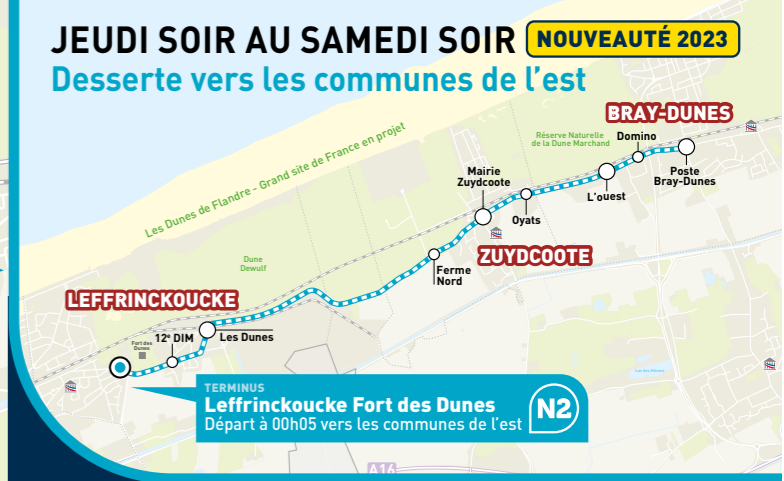 JEUDI SOIR AU SAMEDI SOIR
NOUVEAUTÉ 2023
Desserte vers les communes de l'est
BRAY-DUNES
Réserve Naturelle
de la Dune Marchand
Domino
Poste
Bray-Dunes
L'ouest
Les Dunes de Flandre - Grand site de France en projet
Mairie
Zuydcoote
Oyats
ZUYDCOOTE
Ferme
Nord
Dune
Dewulf
LEFFRINCKOUCKE
Fort des
Dunes
12e DIM
Les Dunes
TERMINUS
Leffrinckoucke Fort des Dunes
Départ à 00h05 vers les communes de l'est
N2
A16